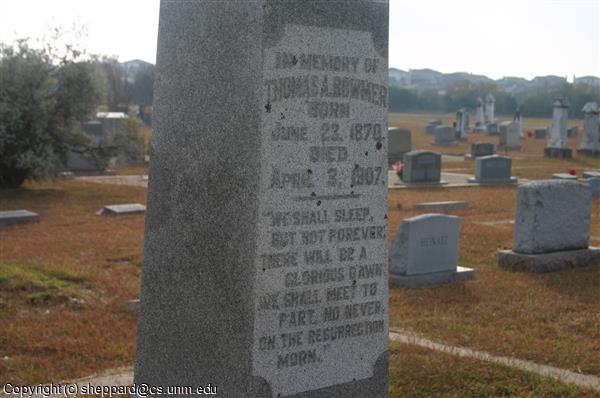 IN MEMORY OF
THOMAS A. BOWMER
BORN
JUNE 23, 1870.
DIED
APRIL 3, 1907.
"WE SHALL SLEEP,
BUT NOT FOREVER,
THERE WILL BE A
GLORIOUS DAWN;
WE SHALL MEET TO
PART, NO NEVER,
ON THE RESURRECTION
MORN."
HEINATZ
Copyright (c) sheppard@cs.unm.edu